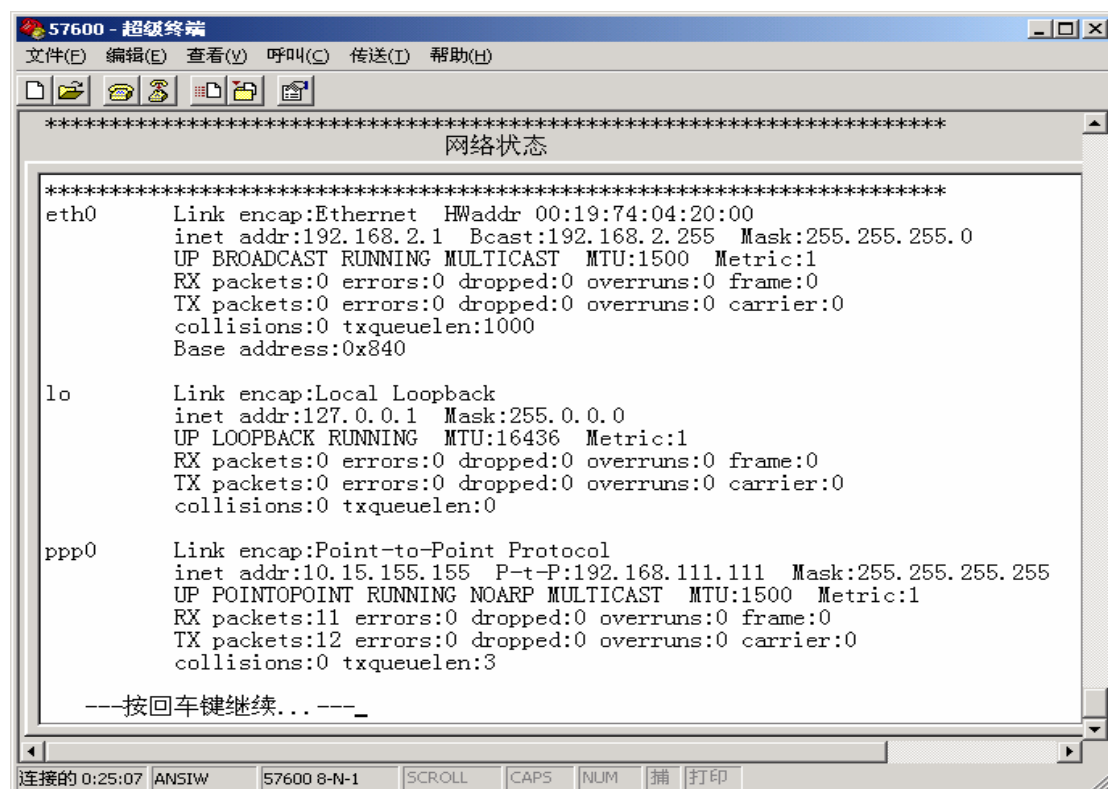 57600 - 超级终端
文件(F) 编辑(E) 查看(V) 呼叫(C) 传送(T) 帮助(H)
**********************************************************************
网络状态
**********************************************************************
eth0 Link encap:Ethernet HWaddr 00:19:74:04:20:00
inet addr:192.168.2.1 Bcast:192.168.2.255 Mask:255.255.255.0
UP BROADCAST RUNNING MULTICAST MTU:1500 Metric:1
RX packets:0 errors:0 dropped:0 overruns:0 frame:0
TX packets:0 errors:0 dropped:0 overruns:0 carrier:0
collisions:0 txqueuelen:1000
Base address:0x840
lo Link encap:Local Loopback
inet addr:127.0.0.1 Mask:255.0.0.0
UP LOOPBACK RUNNING MTU:16436 Metric:1
RX packets:0 errors:0 dropped:0 overruns:0 frame:0
TX packets:0 errors:0 dropped:0 overruns:0 carrier:0
collisions:0 txqueuelen:0
ppp0 Link encap:Point-to-Point Protocol
inet addr:10.15.155.155 P-t-P:192.168.111.111 Mask:255.255.255.255
UP POINTOPOINT RUNNING NOARP MULTICAST MTU:1500 Metric:1
RX packets:11 errors:0 dropped:0 overruns:0 frame:0
TX packets:12 errors:0 dropped:0 overruns:0 carrier:0
collisions:0 txqueuelen:3
---按回车键继续...---_
连接的 0:25:07 ANSIW 57600 8-N-1 SCROLL CAPS NUM 捕 打印